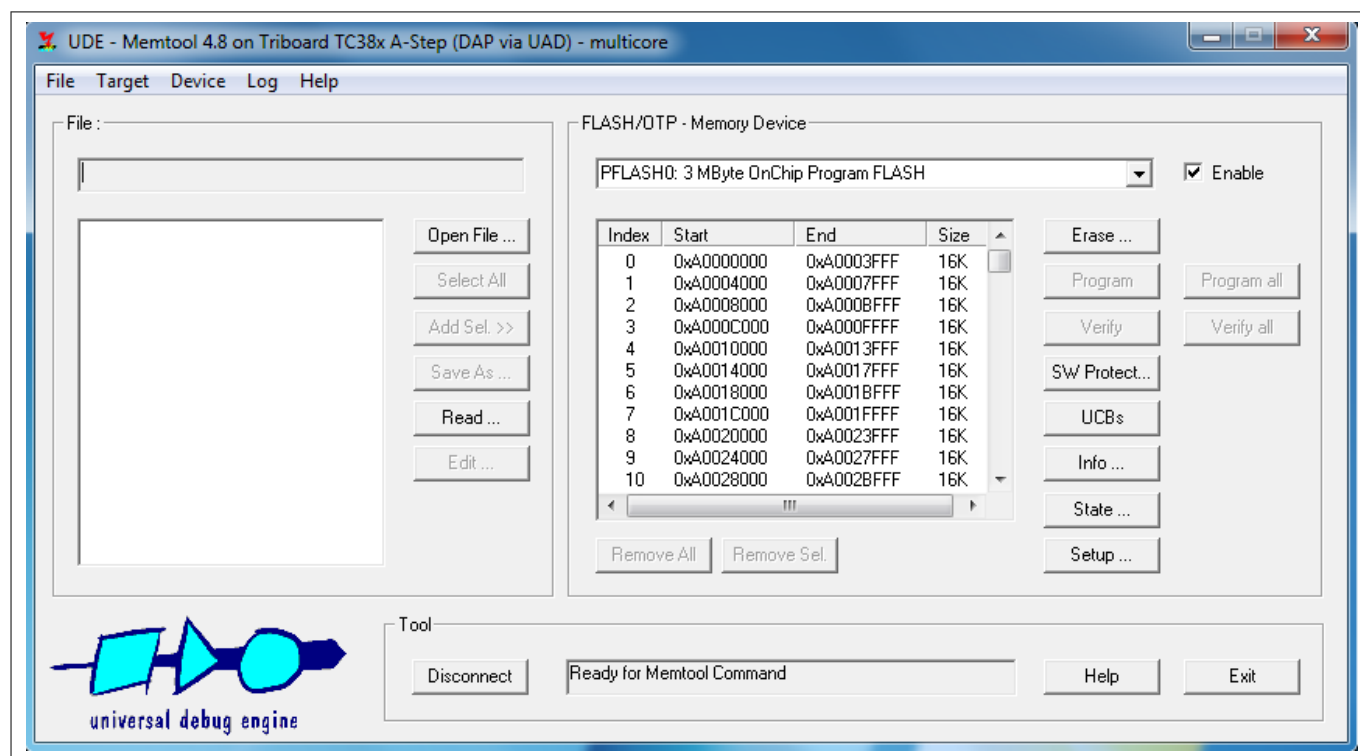 UDE - Memtool 4.8 on Triboard TC38x A-Step (DAP via UAD) - multicore
File Target Device Log Help
File :
Open File ...
Select All
Add Sel. >>
Save As ...
Read ...
Edit ...
FLASH/OTP - Memory Device
PFLASH0: 3 MByte OnChip Program FLASH
Enable
Index Start End Size
0 0xA0000000 0xA0003FFF 16K
1 0xA0004000 0xA0007FFF 16K
2 0xA0008000 0xA000BFFF 16K
3 0xA000C000 0xA000FFFF 16K
4 0xA0010000 0xA0013FFF 16K
5 0xA0014000 0xA0017FFF 16K
6 0xA0018000 0xA001BFFF 16K
7 0xA001C000 0xA001FFFF 16K
8 0xA0020000 0xA0023FFF 16K
9 0xA0024000 0xA0027FFF 16K
10 0xA0028000 0xA002BFFF 16K
Remove All Remove Sel.
Erase ...
Program Program all
Verify Verify all
SW Protect...
UCBs
Info ...
State ...
Setup ...
universal debug engine
Tool
Disconnect Ready for Memtool Command Help Exit